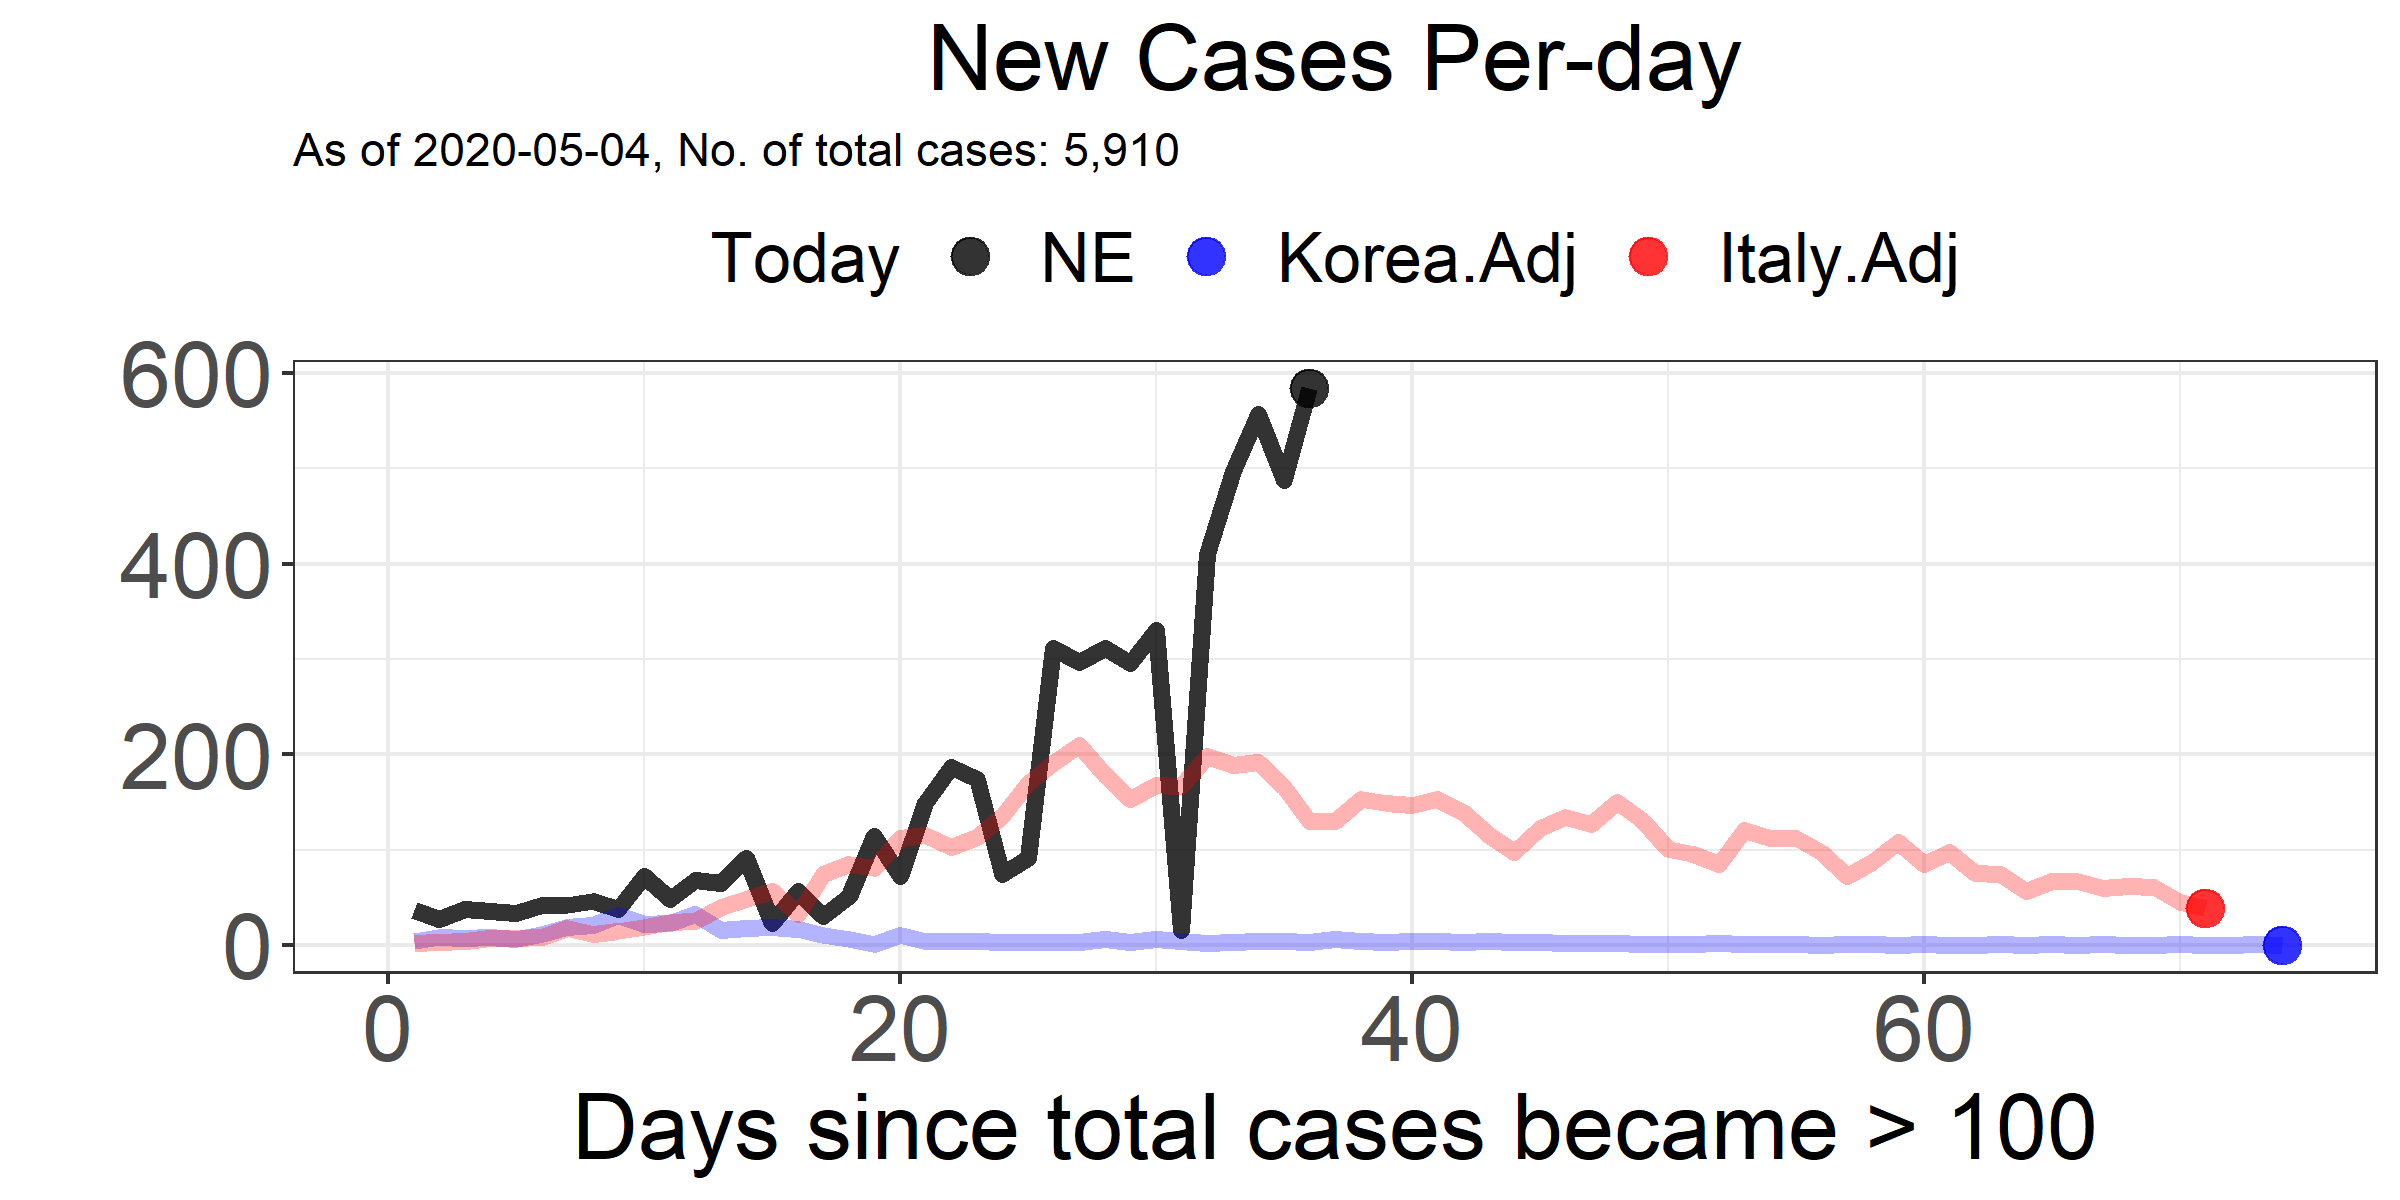 New Cases Per-day
As of 2020-05-04, No. of total cases: 5,910
Today NE Korea.Adj Italy.Adj
600
400
200
0
0 20 40 60
Days since total cases became > 100